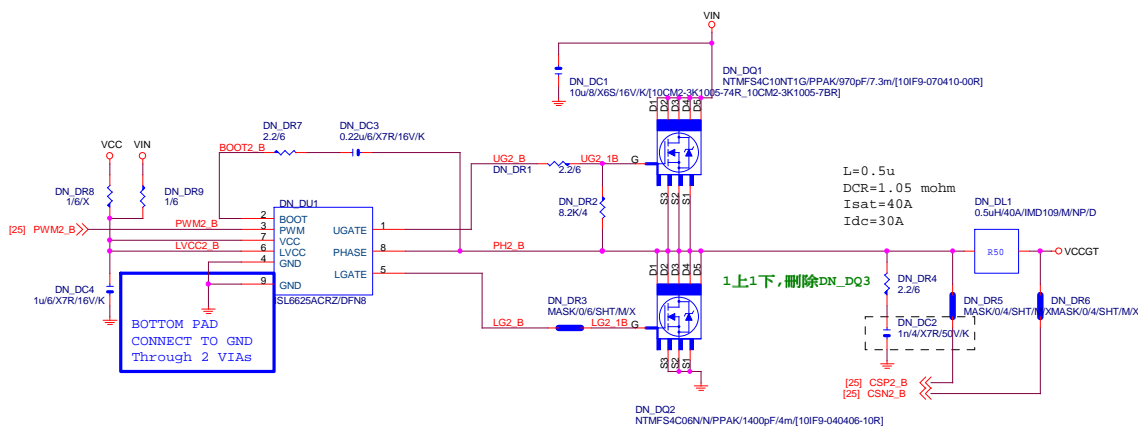 VIN
DN_DQ1
NTMFS4C10NT1G/PPAK/970pF/7.3m/[10IF9-070410-00R]
DN_DC1
10u/8/X6S/16V/K/[10CM2-3K1005-74R_10CM2-3K1005-7BR]
D1 D2 D3 D4 D5
G
S3 S2 S1
DN_DR7
2.2/6
DN_DC3
0.22u/6/X7R/16V/K
BOOT2_B
VCC
VIN
UG2_B
DN_DR1
2.2/6
UG2_1B
DN_DR8
1/6/X
DN_DR9
1/6
DN_DR2
8.2K/4
L=0.5u
DCR=1.05 mohm
Isat=40A
Idc=30A
DN_DU1
2 BOOT
3 PWM
7 VCC
6 LVCC
4 GND
9 GND
UGATE 1
PHASE 8
LGATE 5
SL6625ACRZ/DFN8
[25] PWM2_B
PWM2_B
LVCC2_B
PH2_B
DN_DL1
0.5uH/40A/IMD109/M/NP/D
R50
VCCGT
D1 D2 D3 D4 D5
G
S3 S2 S1
1上1下,刪除DN_DQ3
DN_DR4
2.2/6
DN_DC4
1u/6/X7R/16V/K
BOTTOM PAD
CONNECT TO GND
Through 2 VIAs
DN_DR3
MASK/0/6/SHT/M/X
LG2_B
LG2_1B
DN_DR5
MASK/0/4/SHT/M/X
DN_DR6
MASK/0/4/SHT/M/X
DN_DC2
1n/4/X7R/50V/K
[25] CSP2_B
[25] CSN2_B
DN_DQ2
NTMFS4C06N/N/PPAK/1400pF/4m/[10IF9-040406-10R]